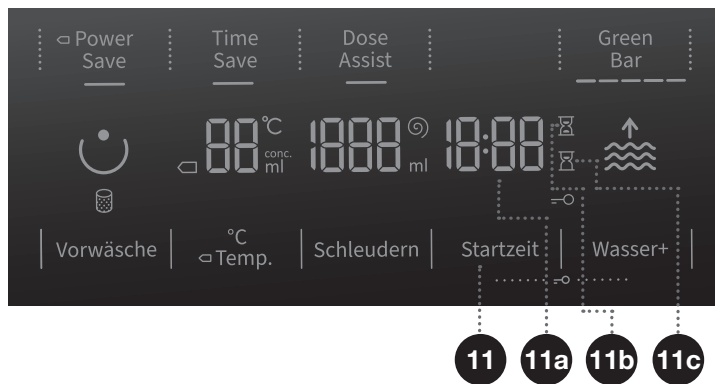 Power
Save
Time
Save
Dose
Assist
Green
Bar
88 °C
conc.
ml
1888
ml
18:88
Vorwäsche
°C
Temp.
Schleudern
Startzeit
Wasser+
11
11a
11b
11c